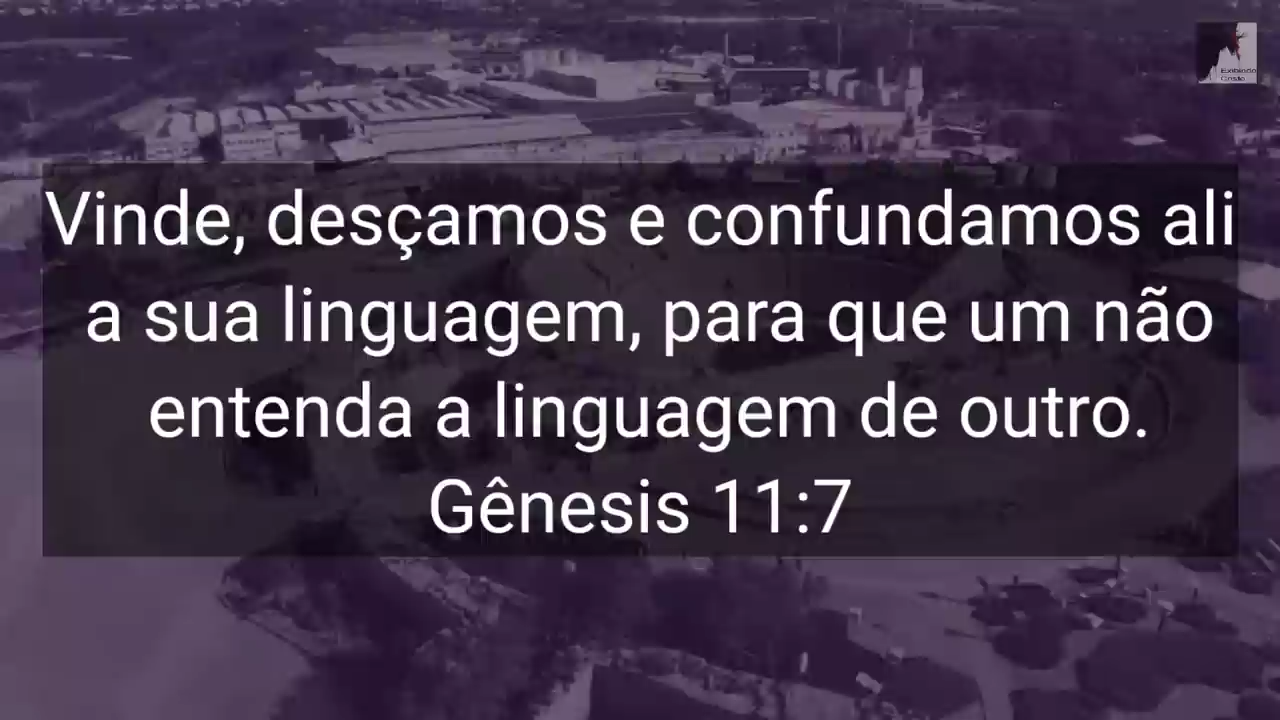 Vinde, desçamos e confundamos ali
a sua linguagem, para que um não
entenda a linguagem de outro.
Gênesis 11:7